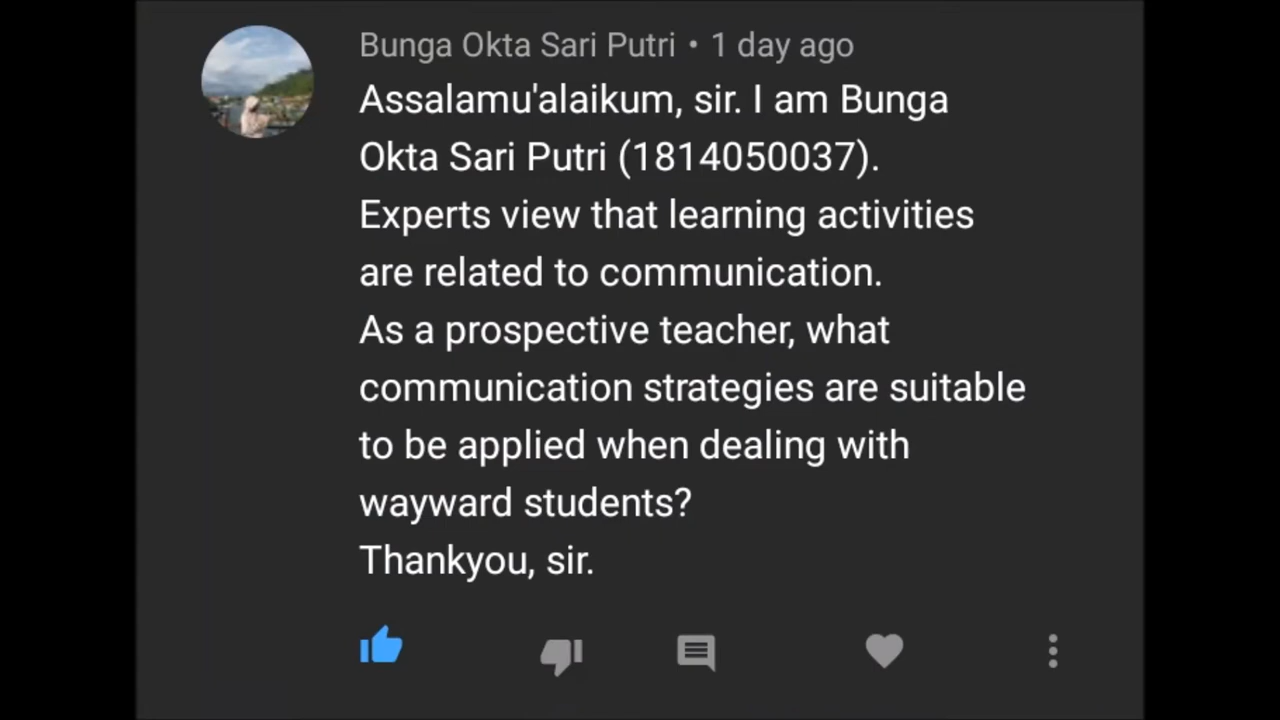 Bunga Okta Sari Putri • 1 day ago
Assalamu'alaikum, sir. I am Bunga
Okta Sari Putri (1814050037).
Experts view that learning activities
are related to communication.
As a prospective teacher, what
communication strategies are suitable
to be applied when dealing with
wayward students?
Thankyou, sir.